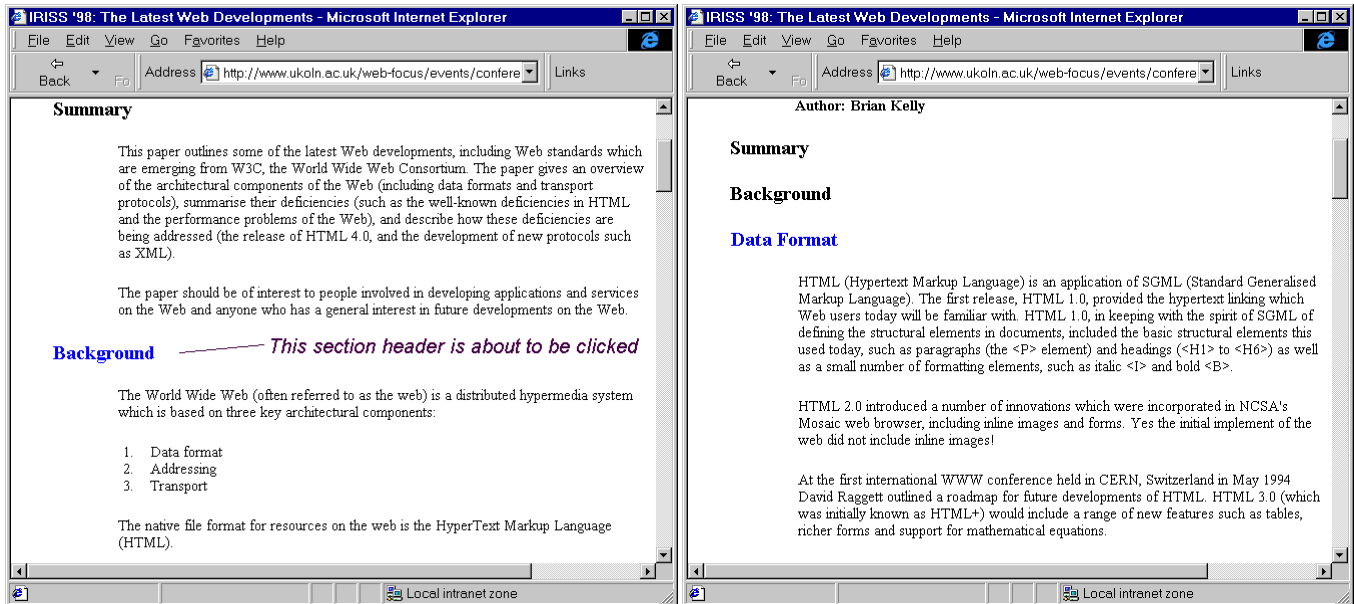 IRISS '98: The Latest Web Developments - Microsoft Internet Explorer
File Edit View Go Favorites Help
Back Fo Address http://www.ukoln.ac.uk/web-focus/events/confere Links
Summary
This paper outlines some of the latest Web developments, including Web standards which
are emerging from W3C, the World Wide Web Consortium. The paper gives an overview
of the architectural components of the Web (including data formats and transport
protocols), summarise their deficiencies (such as the well-known deficiencies in HTML
and the performance problems of the Web), and describe how these deficiencies are
being addressed (the release of HTML 4.0, and the development of new protocols such
as XML).
The paper should be of interest to people involved in developing applications and services
on the Web and anyone who has a general interest in future developments on the Web.
Background
This section header is about to be clicked
The World Wide Web (often referred to as the web) is a distributed hypermedia system
which is based on three key architectural components:
1. Data format
2. Addressing
3. Transport
The native file format for resources on the web is the HyperText Markup Language
(HTML).
Local intranet zone
IRISS '98: The Latest Web Developments - Microsoft Internet Explorer
File Edit View Go Favorites Help
Back Fo Address http://www.ukoln.ac.uk/web-focus/events/confere Links
Author: Brian Kelly
Summary
Background
Data Format
HTML (Hypertext Markup Language) is an application of SGML (Standard Generalised
Markup Language). The first release, HTML 1.0, provided the hypertext linking which
Web users today will be familiar with. HTML 1.0, in keeping with the spirit of SGML of
defining the structural elements in documents, included the basic structural elements this
used today, such as paragraphs (the <P> element) and headings (<H1> to <H6>) as well
as a small number of formatting elements, such as italic <I> and bold <B>.
HTML 2.0 introduced a number of innovations which were incorporated in NCSA's
Mosaic web browser, including inline images and forms. Yes the initial implement of the
web did not include inline images!
At the first international WWW conference held in CERN, Switzerland in May 1994
David Raggett outlined a roadmap for future developments of HTML. HTML 3.0 (which
was initially known as HTML+) would include a range of new features such as tables,
richer forms and support for mathematical equations.
Local intranet zone